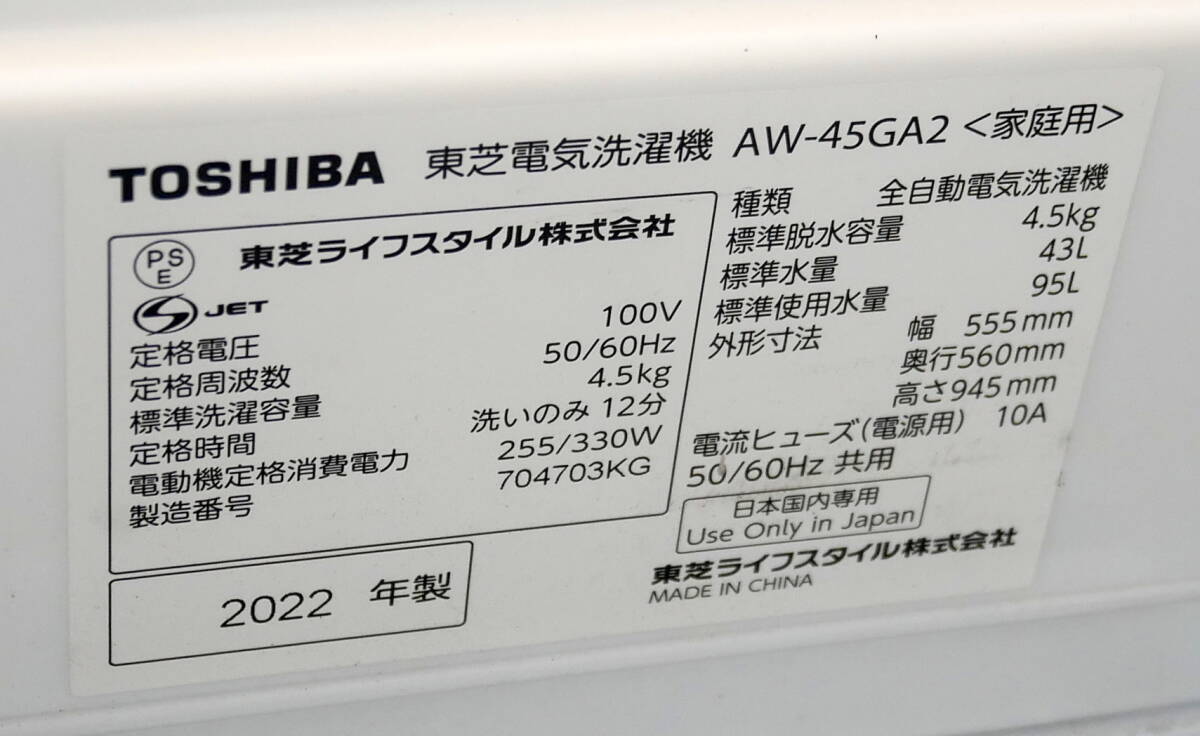 TOSHIBA 東芝電気洗濯機 AW-45GA2 <家庭用>
PSE 東芝ライフスタイル株式会社
JET
定格電圧 100V
定格周波数 50/60Hz
標準洗濯容量 4.5kg
定格時間 洗いのみ 12分
電動機定格消費電力 255/330W
製造番号 704703KG
2022 年製
種類 全自動電気洗濯機
標準脱水容量 4.5kg
標準水量 43L
標準使用水量 95L
外形寸法 幅 555mm
奥行560mm
高さ945mm
電流ヒューズ(電源用) 10A
50/60Hz 共用
日本国内専用
Use Only in Japan
東芝ライフスタイル株式会社
MADE IN CHINA